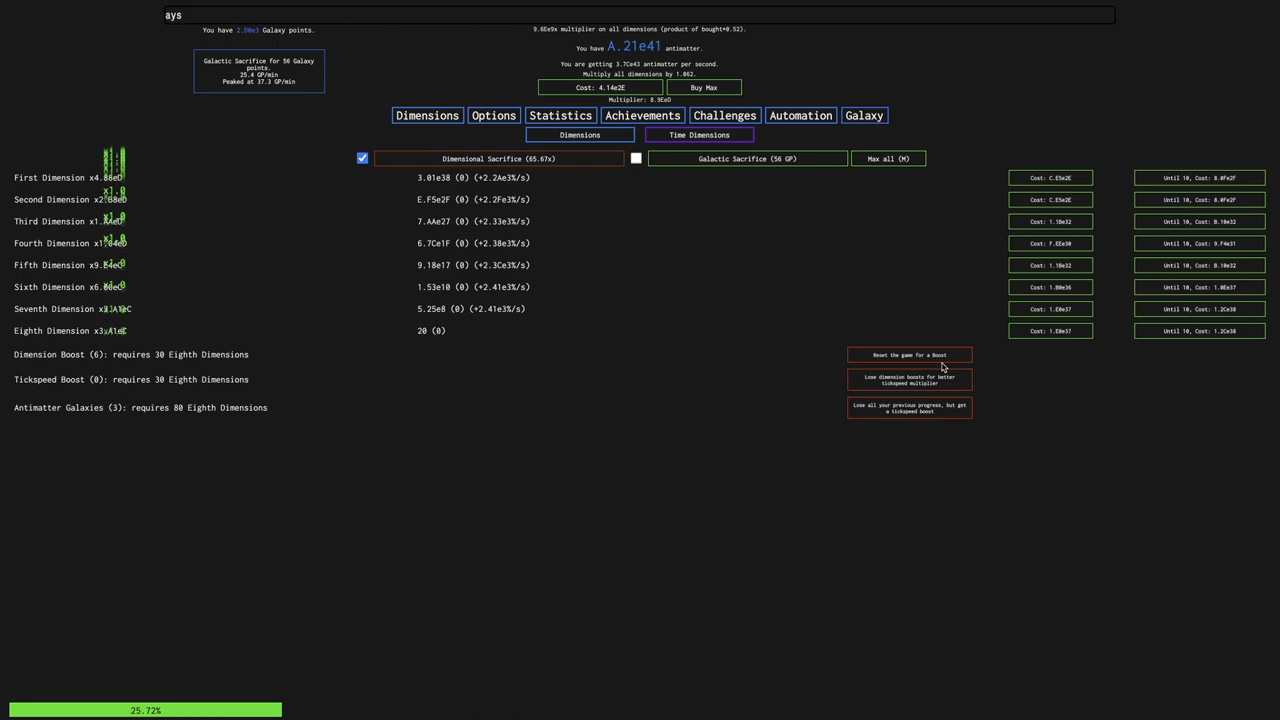 ays
You have 2.D0e3 Galaxy points.
9.6E9x multiplier on all dimensions (product of bought*0.52).
You have A.21e41 antimatter.
Galactic Sacrifice for 56 Galaxy points.
25.4 GP/min
Peaked at 37.3 GP/min
You are getting 3.7Ce43 antimatter per second.
Multiply all dimensions by 1.062.
Cost: 4.14e2E
Buy Max
Multiplier: 8.9EeD
Dimensions Options Statistics Achievements Challenges Automation Galaxy
Dimensions Time Dimensions
Dimensional Sacrifice (65.67x) Galactic Sacrifice (56 GP) Max all (M)
First Dimension 3.01e38 (0) (+2.2Ae3%/s) Cost: C.E5e2E Until 10, Cost: 8.0Fe2F
x1.0
Second Dimension E.F5e2F (0) (+2.2Fe3%/s) Cost: C.E5e2E Until 10, Cost: 8.0Fe2F
x1.0
Third Dimension 7.AAe27 (0) (+2.33e3%/s) Cost: 1.1Be32 Until 10, Cost: B.10e32
x1.0
Fourth Dimension 6.7Ce1F (0) (+2.38e3%/s) Cost: F.EEe30 Until 10, Cost: 9.F4e31
x1.0
Fifth Dimension 9.18e17 (0) (+2.3Ce3%/s) Cost: 1.1Be32 Until 10, Cost: B.10e32
Sixth Dimension 1.53e10 (0) (+2.41e3%/s) Cost: 1.B0e36 Until 10, Cost: 1.0Ee37
Seventh Dimension 5.25e8 (0) (+2.41e3%/s) Cost: 1.E0e37 Until 10, Cost: 1.2Ce38
Eighth Dimension 20 (0) Cost: 1.E0e37 Until 10, Cost: 1.2Ce38
Dimension Boost (6): requires 30 Eighth Dimensions Reset the game for a Boost
Tickspeed Boost (0): requires 30 Eighth Dimensions
Lose dimension boosts for better
tickspeed multiplier
Antimatter Galaxies (3): requires 80 Eighth Dimensions
Lose all your previous progress, but get
a tickspeed boost
25.72%